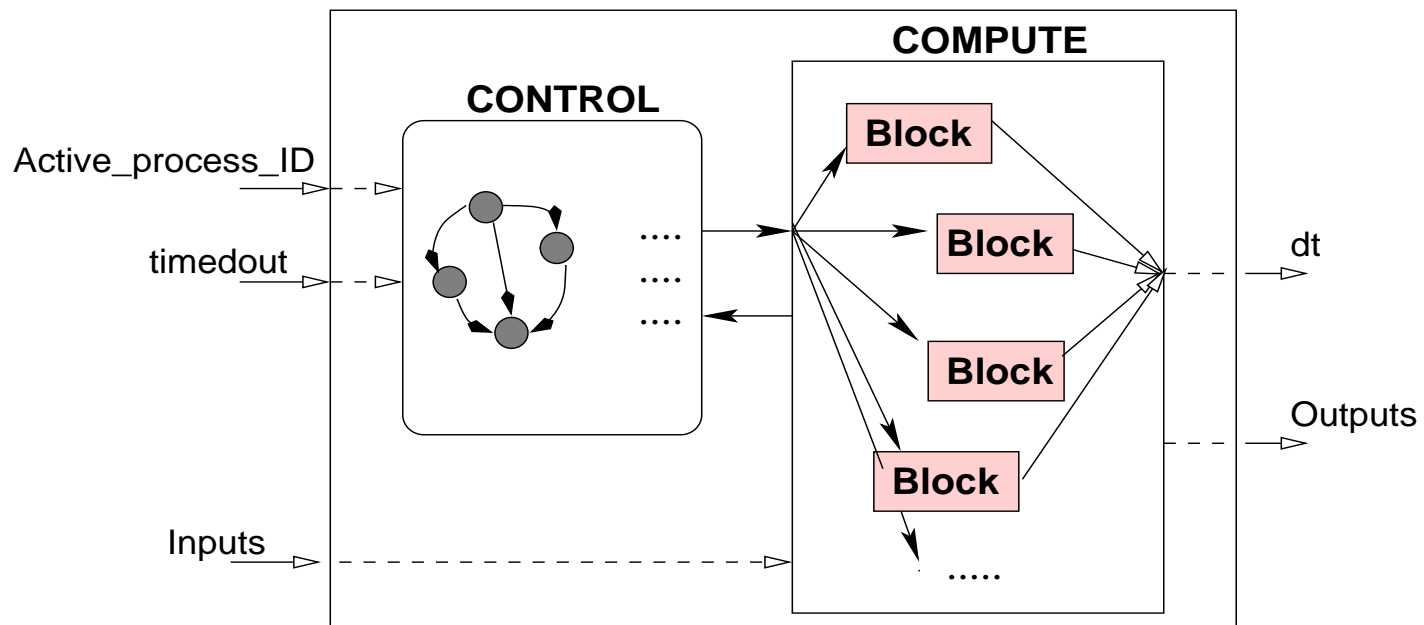 COMPUTE
CONTROL
Active_process_ID
timedout
....
....
....
Block
Block
Block
Block
.....
dt
Outputs
Inputs